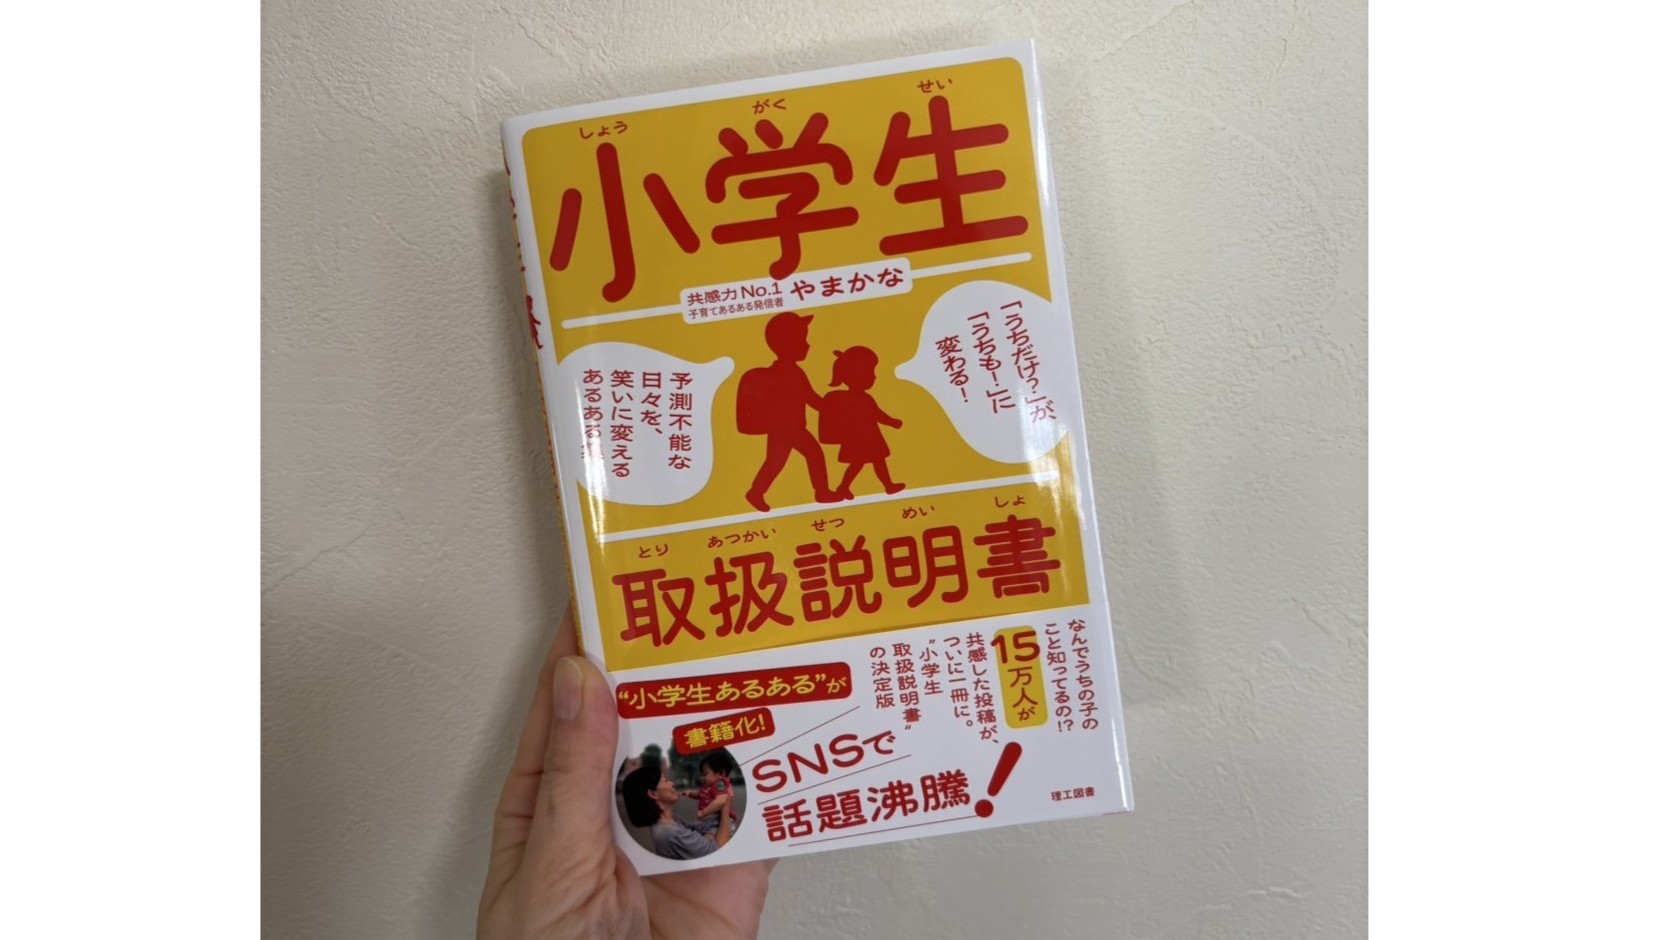 しょう がく せい
小学生
共感力No.1
子育てあるある発信者
やまかな
「うちだけ?」が、
「うちも!」に
変わる!
予測不能な
日々を、
笑いに変える
あるある集
とり あつかい せつ めい しょ
取扱説明書
なんでうちの子の
こと知ってるの!?
15万人が
共感した投稿が、
ついに一冊に。
“小学生
取扱説明書”
の決定版
“小学生あるある”が
書籍化!
SNSで
話題沸騰!
理工図書